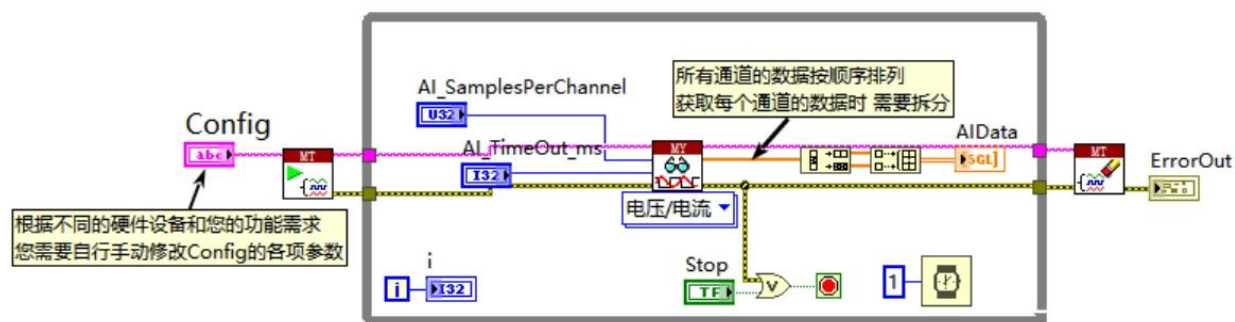 所有通道的数据按顺序排列
获取每个通道的数据时 需要拆分
AI_SamplesPerChannel
U32
Config
abc
MT
AI_TimeOut_ms
I32
MY
AIData
SGL]
MT
ErrorOut
电压/电流
根据不同的硬件设备和您的功能需求
您需要自行手动修改Config的各项参数
i
i
I32
Stop
TF
V
1